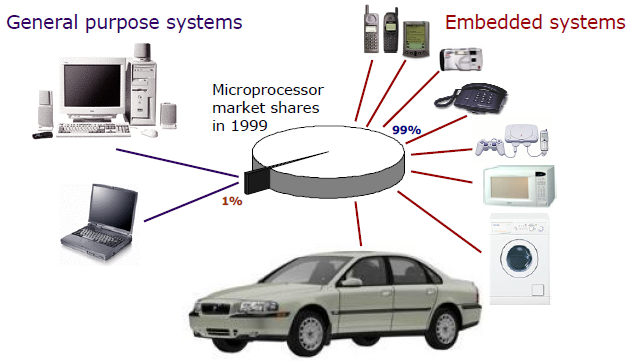 General purpose systems
Embedded systems
Microprocessor
market shares
in 1999
99%
1%